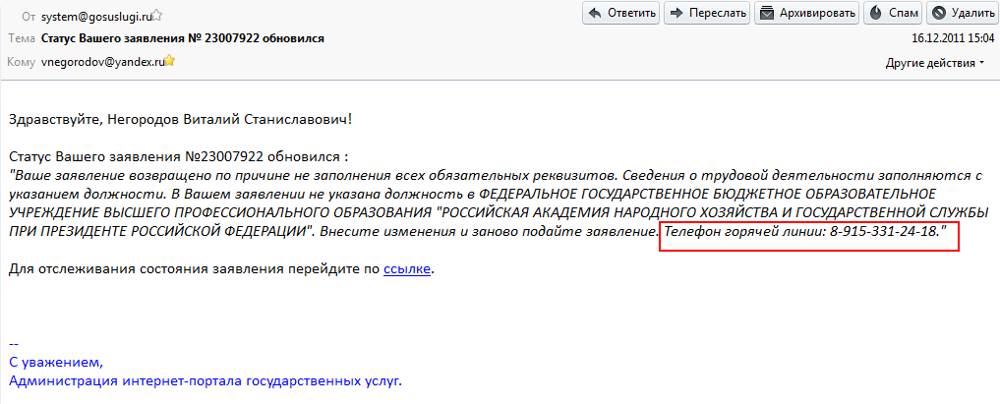 От system@gosuslugi.ru Ответить Переслать Архивировать Спам Удалить
Тема Статус Вашего заявления № 23007922 обновился 16.12.2011 15:04
Кому vnegorodov@yandex.ru Другие действия
Здравствуйте, Негородов Виталий Станиславович!
Статус Вашего заявления №23007922 обновился :
"Ваше заявление возвращено по причине не заполнения всех обязательных реквизитов. Сведения о трудовой деятельности заполняются с
указанием должности. В Вашем заявлении не указана должность в ФЕДЕРАЛЬНОЕ ГОСУДАРСТВЕННОЕ БЮДЖЕТНОЕ ОБРАЗОВАТЕЛЬНОЕ
УЧРЕЖДЕНИЕ ВЫСШЕГО ПРОФЕССИОНАЛЬНОГО ОБРАЗОВАНИЯ "РОССИЙСКАЯ АКАДЕМИЯ НАРОДНОГО ХОЗЯЙСТВА И ГОСУДАРСТВЕННОЙ СЛУЖБЫ
ПРИ ПРЕЗИДЕНТЕ РОССИЙСКОЙ ФЕДЕРАЦИИ". Внесите изменения и заново подайте заявление. Телефон горячей линии: 8-915-331-24-18."
Для отслеживания состояния заявления перейдите по ссылке.
--
С уважением,
Администрация интернет-портала государственных услуг.